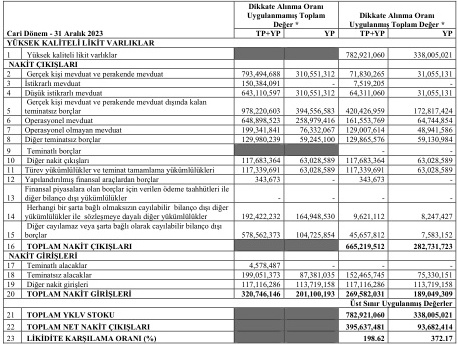 Dikkate Alınma Oranı Uygulanmamış Toplam Değer * Dikkate Alınma Oranı Uygulanmış Toplam Değer *
Cari Dönem - 31 Aralık 2023 TP+YP YP TP+YP YP
YÜKSEK KALİTELİ LİKİT VARLIKLAR
1 Yüksek kaliteli likit varlıklar 782,921,060 338,005,021
NAKİT ÇIKIŞLARI
2 Gerçek kişi mevduat ve perakende mevduat 793,494,688 310,551,312 71,830,265 31,055,131
3 İstikrarlı mevduat 150,384,091 - 7,519,205 -
4 Düşük istikrarlı mevduat 643,110,597 310,551,312 64,311,060 31,055,131
5 Gerçek kişi mevduat ve perakende mevduat dışında kalan teminatsız borçlar 978,220,603 394,556,583 420,426,959 172,817,424
6 Operasyonel mevduat 648,898,523 258,979,416 161,553,769 64,744,854
7 Operasyonel olmayan mevduat 199,341,841 76,332,067 129,007,614 48,941,586
8 Diğer teminatsız borçlar 129,980,239 59,245,100 129,865,576 59,130,984
9 Teminatlı borçlar - -
10 Diğer nakit çıkışları 117,683,364 63,028,589 117,683,364 63,028,589
11 Türev yükümlülükler ve teminat tamamlama yükümlülükleri 117,339,691 63,028,589 117,339,691 63,028,589
12 Yapılandırılmış finansal araçlardan borçlar 343,673 - 343,673 -
13 Finansal piyasalara olan borçlar için verilen ödeme taahhütleri ile diğer bilanço dışı yükümlülükler - - - -
14 Herhangi bir şarta bağlı olmaksızın cayılabilir bilanço dışı diğer yükümlülükler ile sözleşmeye dayalı diğer yükümlülükler 192,422,232 164,948,530 9,621,112 8,247,427
15 Diğer cayılamaz veya şarta bağlı olarak cayılabilir bilanço dışı borçlar 578,562,373 104,725,854 45,657,812 7,583,152
16 TOPLAM NAKİT ÇIKIŞLARI 665,219,512 282,731,723
NAKİT GİRİŞLERİ
17 Teminatlı alacaklar 4,578,487 - - -
18 Teminatsız alacaklar 199,051,373 87,381,035 152,465,745 75,330,151
19 Diğer nakit girişleri 117,116,286 113,719,158 117,116,286 113,719,158
20 TOPLAM NAKİT GİRİŞLERİ 320,746,146 201,100,193 269,582,031 189,049,309
Üst Sınır Uygulanmış Değerler
21 TOPLAM YKLV STOKU 782,921,060 338,005,021
22 TOPLAM NET NAKİT ÇIKIŞLARI 395,637,481 93,682,414
23 LİKİDİTE KARŞILAMA ORANI (%) 198.62 372.17